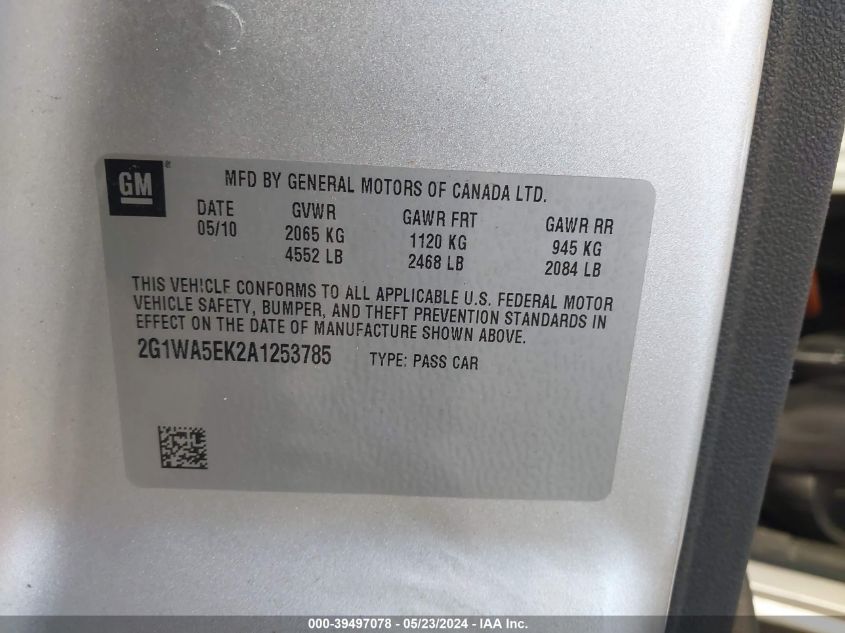 GM ®
MFD BY GENERAL MOTORS OF CANADA LTD.
DATE GVWR GAWR FRT GAWR RR
05/10 2065 KG 1120 KG 945 KG
4552 LB 2468 LB 2084 LB
THIS VEHICLE CONFORMS TO ALL APPLICABLE U.S. FEDERAL MOTOR
VEHICLE SAFETY, BUMPER, AND THEFT PREVENTION STANDARDS IN
EFFECT ON THE DATE OF MANUFACTURE SHOWN ABOVE.
2G1WA5EK2A1253785 TYPE: PASS CAR
000-39497078 - 05/23/2024 - IAA Inc.